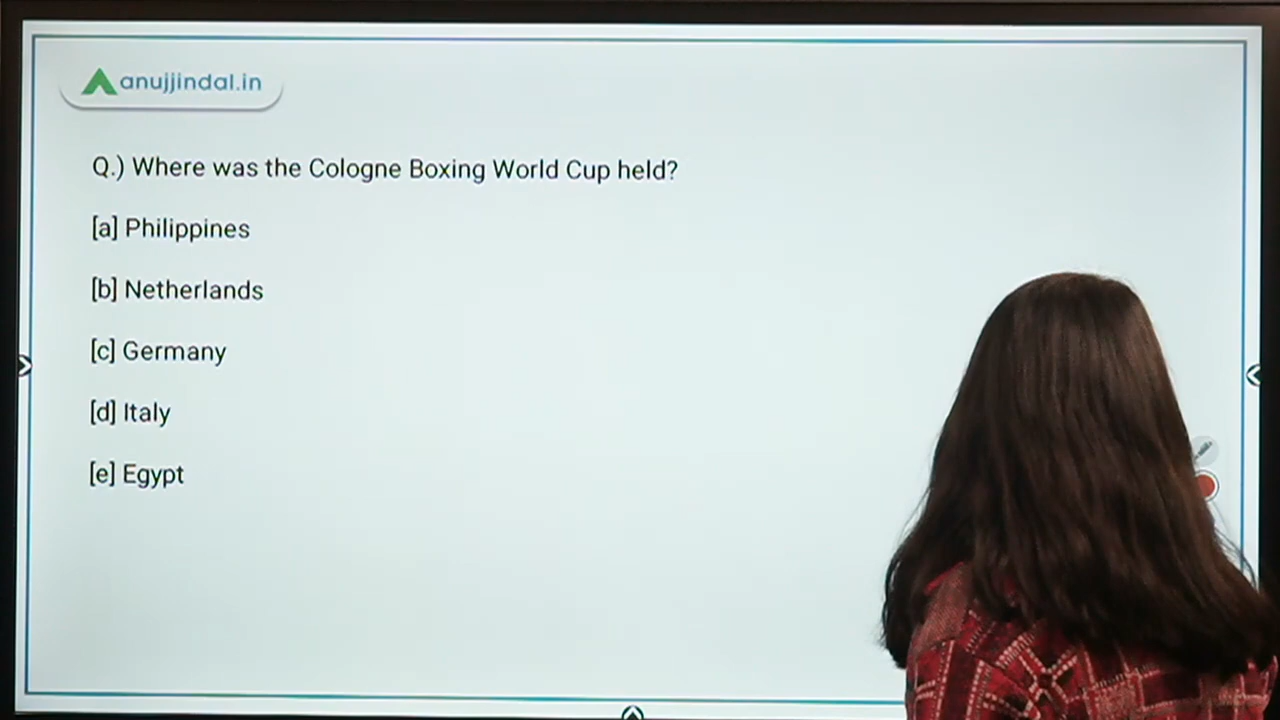 anujjindal.in
Q.) Where was the Cologne Boxing World Cup held?
[a] Philippines
[b] Netherlands
[c] Germany
[d] Italy
[e] Egypt